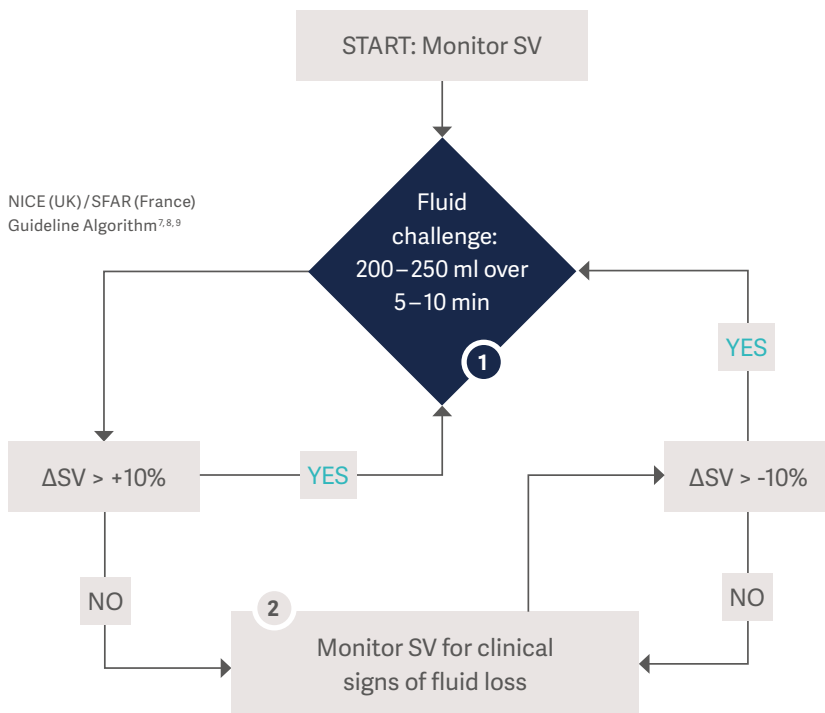 START: Monitor SV
NICE (UK) / SFAR (France)
Guideline Algorithm7,8,9
Fluid
challenge:
200–250 ml over
5–10 min
1
YES
ΔSV > +10%
YES
ΔSV > -10%
NO
2
NO
Monitor SV for clinical
signs of fluid loss